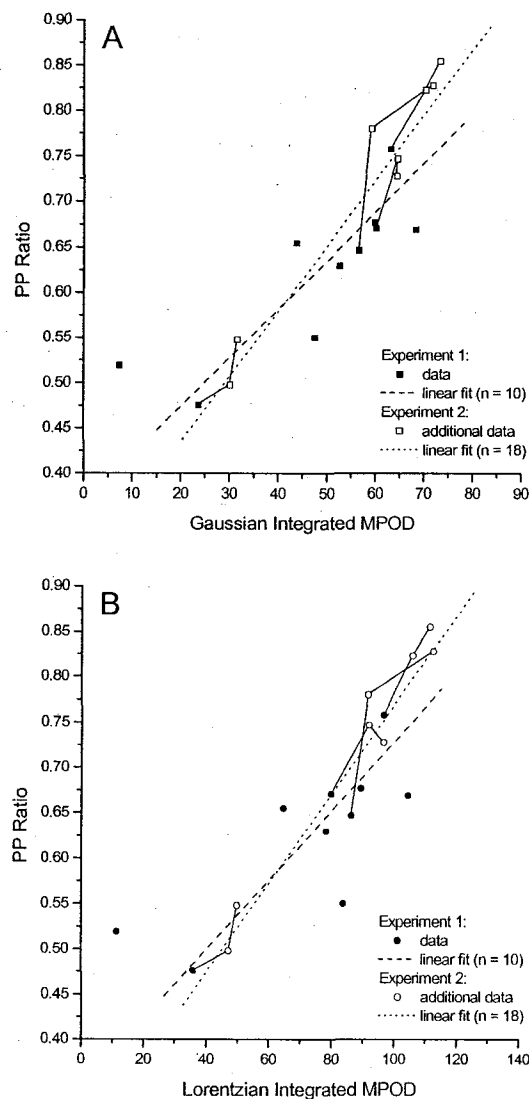 A
0.90
0.85
0.80
0.75
0.70
0.65
0.60
0.55
0.50
0.45
0.40
PP Ratio
Experiment 1:
data
linear fit (n = 10)
Experiment 2:
additional data
linear fit (n = 18)
0 10 20 30 40 50 60 70 80 90
Gaussian Integrated MPOD
B
0.90
0.85
0.80
0.75
0.70
0.65
0.60
0.55
0.50
0.45
0.40
PP Ratio
Experiment 1:
data
linear fit (n = 10)
Experiment 2:
additional data
linear fit (n = 18)
0 20 40 60 80 100 120 140
Lorentzian Integrated MPOD